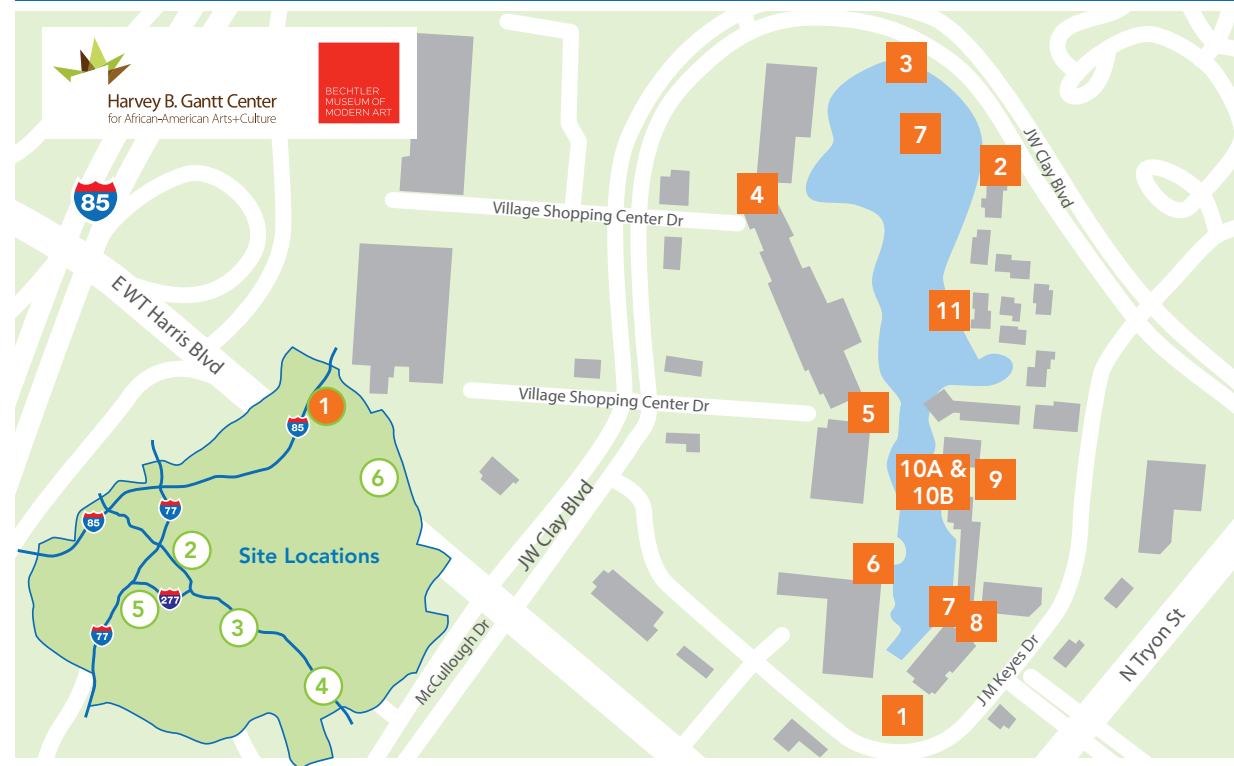 Harvey B. Gantt Center
for African-American Arts+Culture
BECHTLER
MUSEUM OF
MODERN ART
3
7
JW Clay Blvd
2
85
4
Village Shopping Center Dr
E WT Harris Blvd
11
Village Shopping Center Dr
5
10A &
10B
9
JW Clay Blvd
6
7
8
McCullough Dr
J M Keyes Dr
N Tryon St
1
1
85
6
77
85
2
Site Locations
5
277
3
77
4